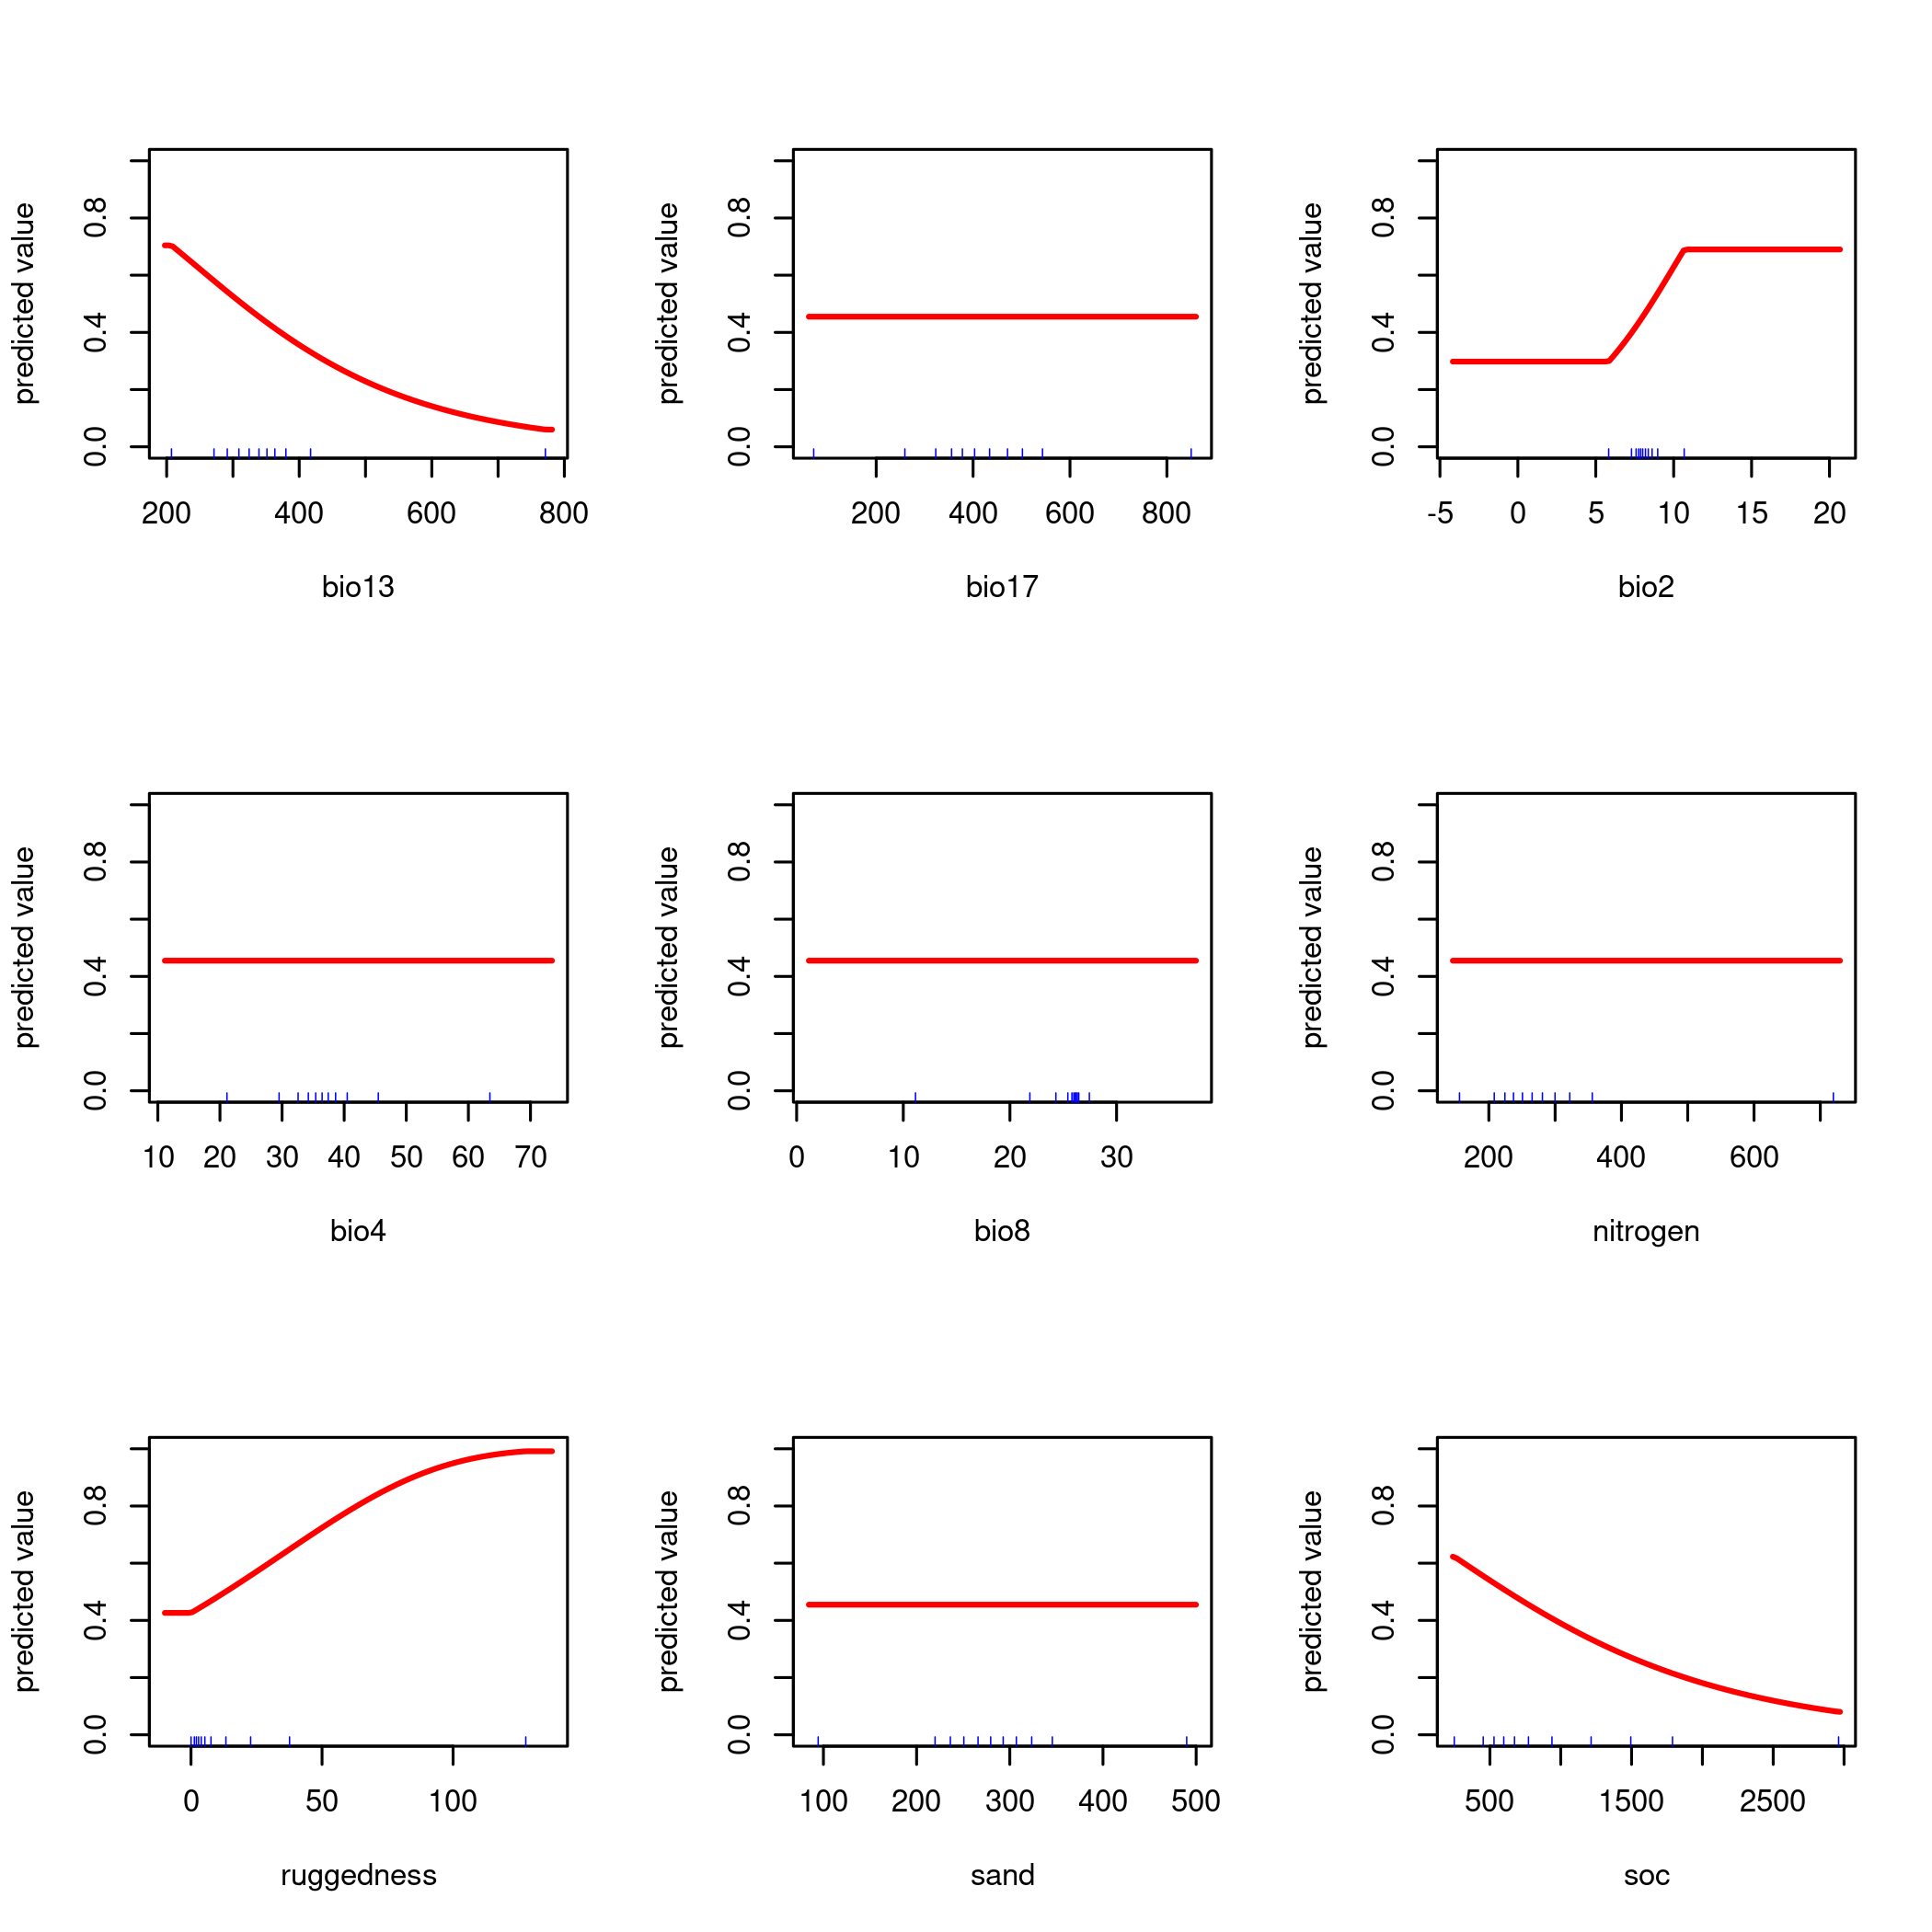 predicted value
0.0 0.4 0.8
200 400 600 800
bio13
predicted value
0.0 0.4 0.8
200 400 600 800
bio17
predicted value
0.0 0.4 0.8
-5 0 5 10 15 20
bio2
predicted value
0.0 0.4 0.8
10 20 30 40 50 60 70
bio4
predicted value
0.0 0.4 0.8
0 10 20 30
bio8
predicted value
0.0 0.4 0.8
200 400 600
nitrogen
predicted value
0.0 0.4 0.8
0 50 100
ruggedness
predicted value
0.0 0.4 0.8
100 200 300 400 500
sand
predicted value
0.0 0.4 0.8
500 1500 2500
soc